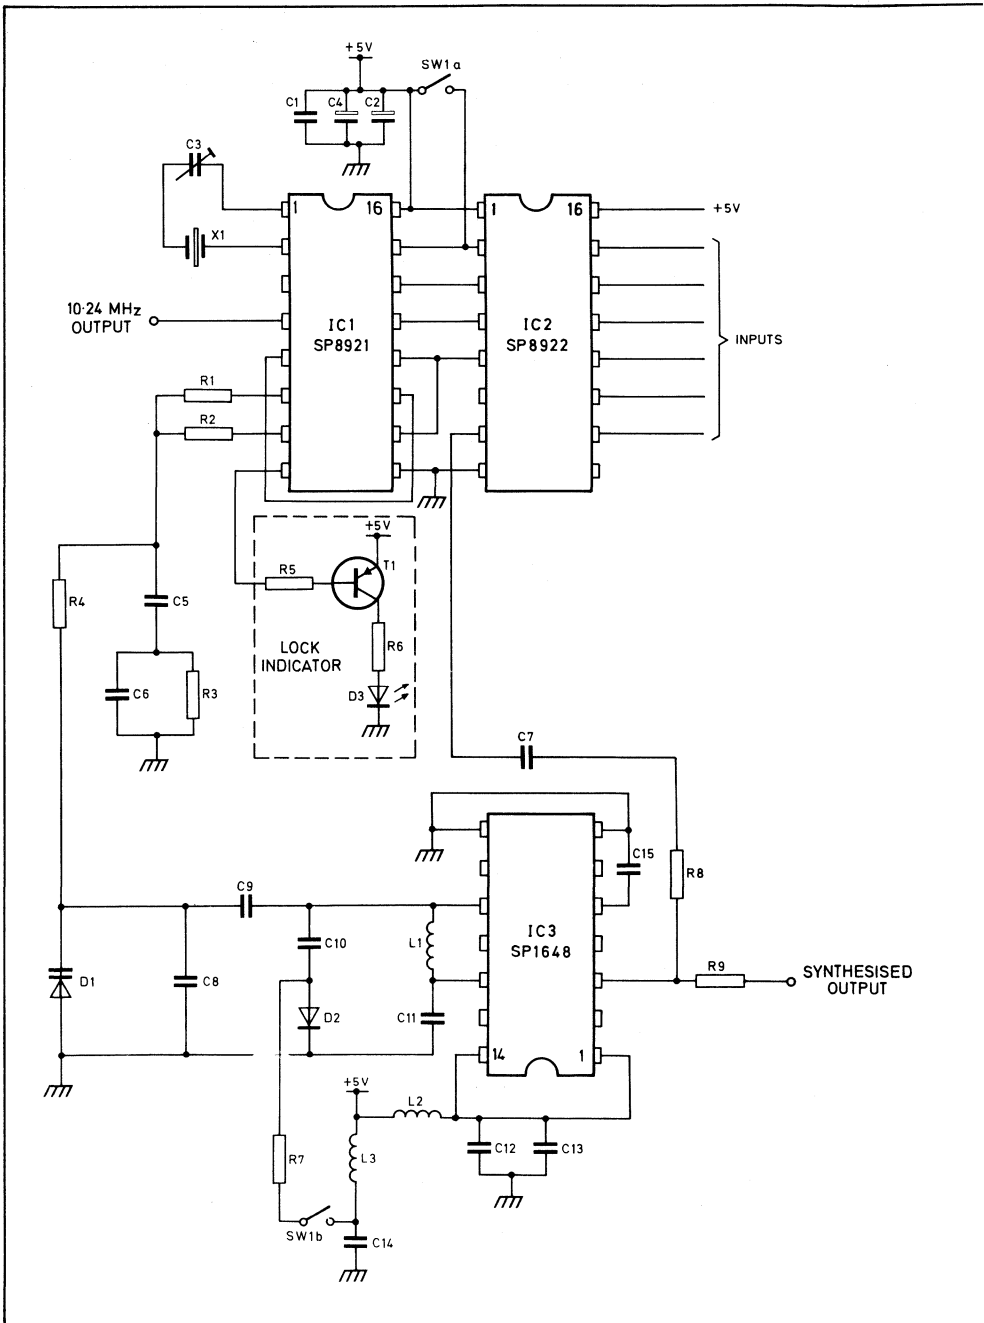 +5V
SW1a
C1
C4
C2
C3
1
16
1
16
+5V
X1
10·24 MHz
OUTPUT
IC1
SP8921
IC2
SP8922
INPUTS
R1
R2
+5V
T1
R5
R4
C5
LOCK
INDICATOR
R6
C6
R3
D3
C7
C15
R8
C9
IC3
SP1648
C10
L1
R9
SYNTHESISED
OUTPUT
D1
C8
D2
C11
14
1
+5V
L2
R7
L3
C12
C13
SW1b
C14